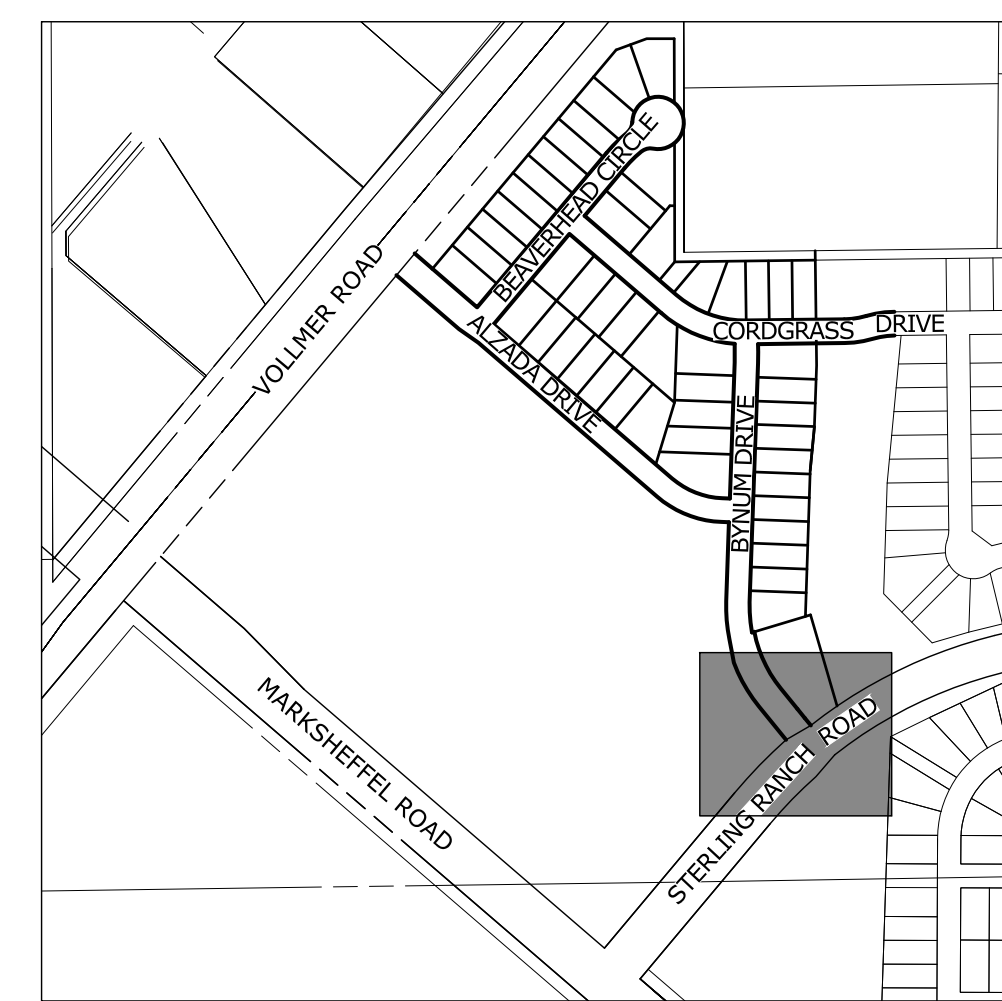 BEAVERHEAD CIRCLE
VOLLMER ROAD
CORDGRASS DRIVE
ALZADA DRIVE
BYNUM DRIVE
MARKSHEFFEL ROAD
STERLING RANCH ROAD